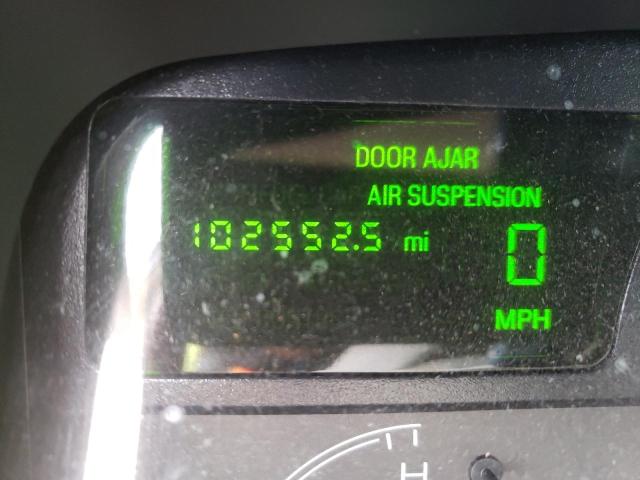 DOOR AJAR
AIR SUSPENSION
102552.5 mi
0
MPH
H